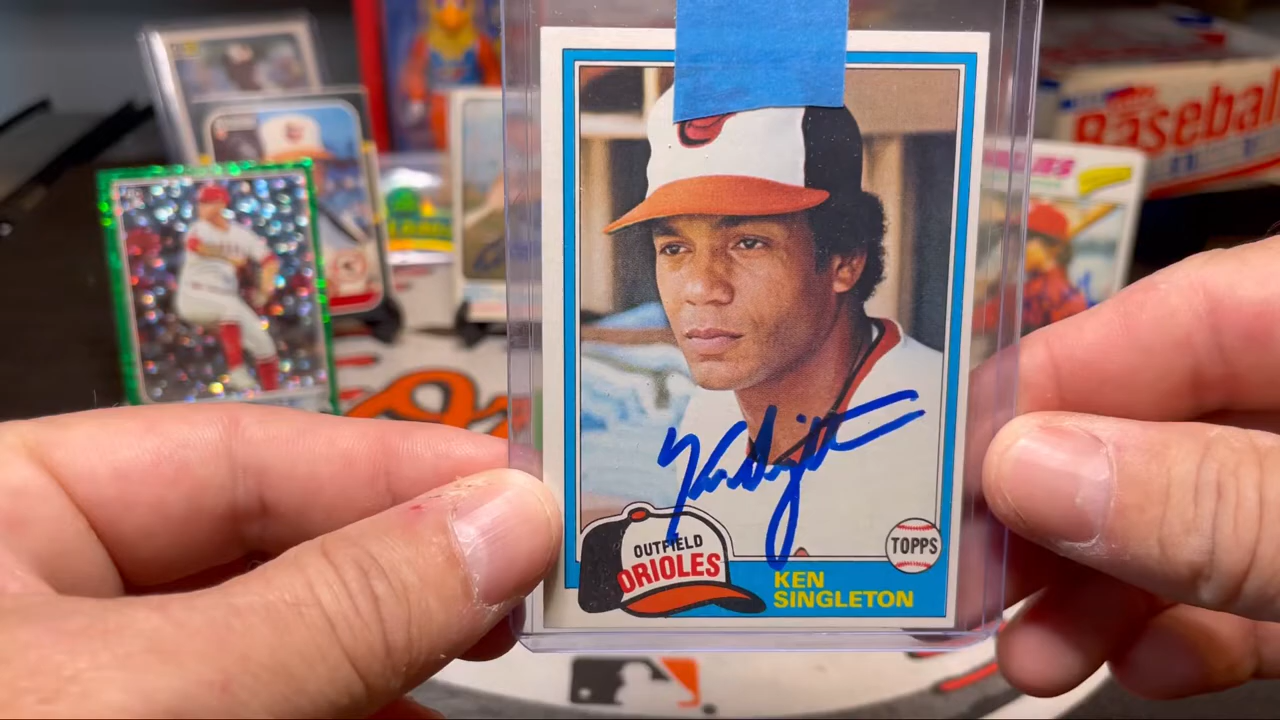 Baseball
OUTFIELD
ORIOLES
TOPPS
KEN
SINGLETON